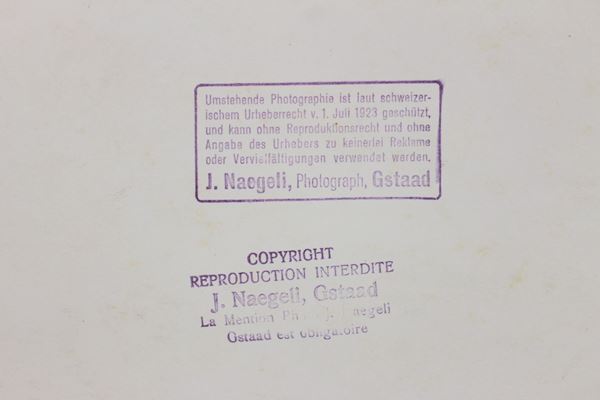 Umstehende Photographie ist laut schweizer-
ischem Urheberrecht v. 1. Juli 1923 geschützt,
und kann ohne Reproduktionsrecht und ohne
Angabe des Urhebers zu keinerlei Reklame
oder Vervielfältigungen verwendet werden.
J. Naegeli, Photograph, Gstaad
COPYRIGHT
REPRODUCTION INTERDITE
J. Naegeli, Gstaad
La Mention J. Naegeli
Gstaad est obligatoire